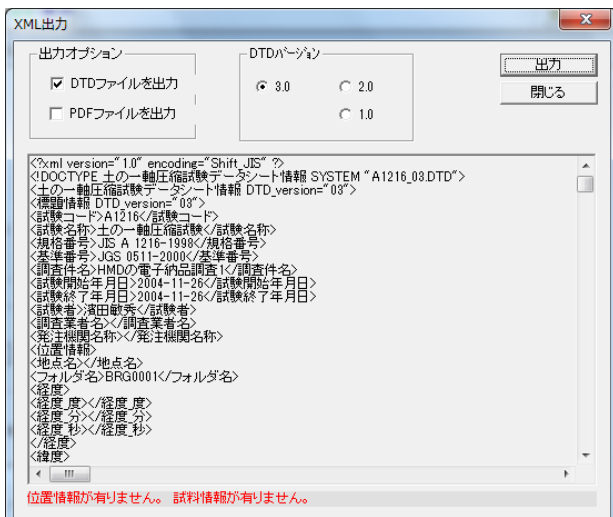 XML出力
出力オプション
DTDファイルを出力
PDFファイルを出力
DTDバージョン
3.0
2.0
1.0
出力
閉じる
<?xml version="1.0" encoding="Shift_JIS" ?>
<!DOCTYPE 土の一軸圧縮試験データシート情報 SYSTEM "A1216_03.DTD">
<土の一軸圧縮試験データシート情報 DTD_version="03">
<標題情報 DTD_version="03">
<試験コード>A1216</試験コード>
<試験名称>土の一軸圧縮試験</試験名称>
<規格番号>JIS A 1216-1998</規格番号>
<基準番号>JGS 0511-2000</基準番号>
<調査件名>HMDの電子納品調査1</調査件名>
<試験開始年月日>2004-11-26</試験開始年月日>
<試験終了年月日>2004-11-26</試験終了年月日>
<試験者>濱田敏秀</試験者>
<調査業者名></調査業者名>
<発注機関名称></発注機関名称>
<位置情報>
<地点名></地点名>
<フォルダ名>BRG0001</フォルダ名>
<経度>
<経度_度></経度_度>
<経度_分></経度_分>
<経度_秒></経度_秒>
</経度>
<緯度>
位置情報が有りません。 試料情報が有りません。